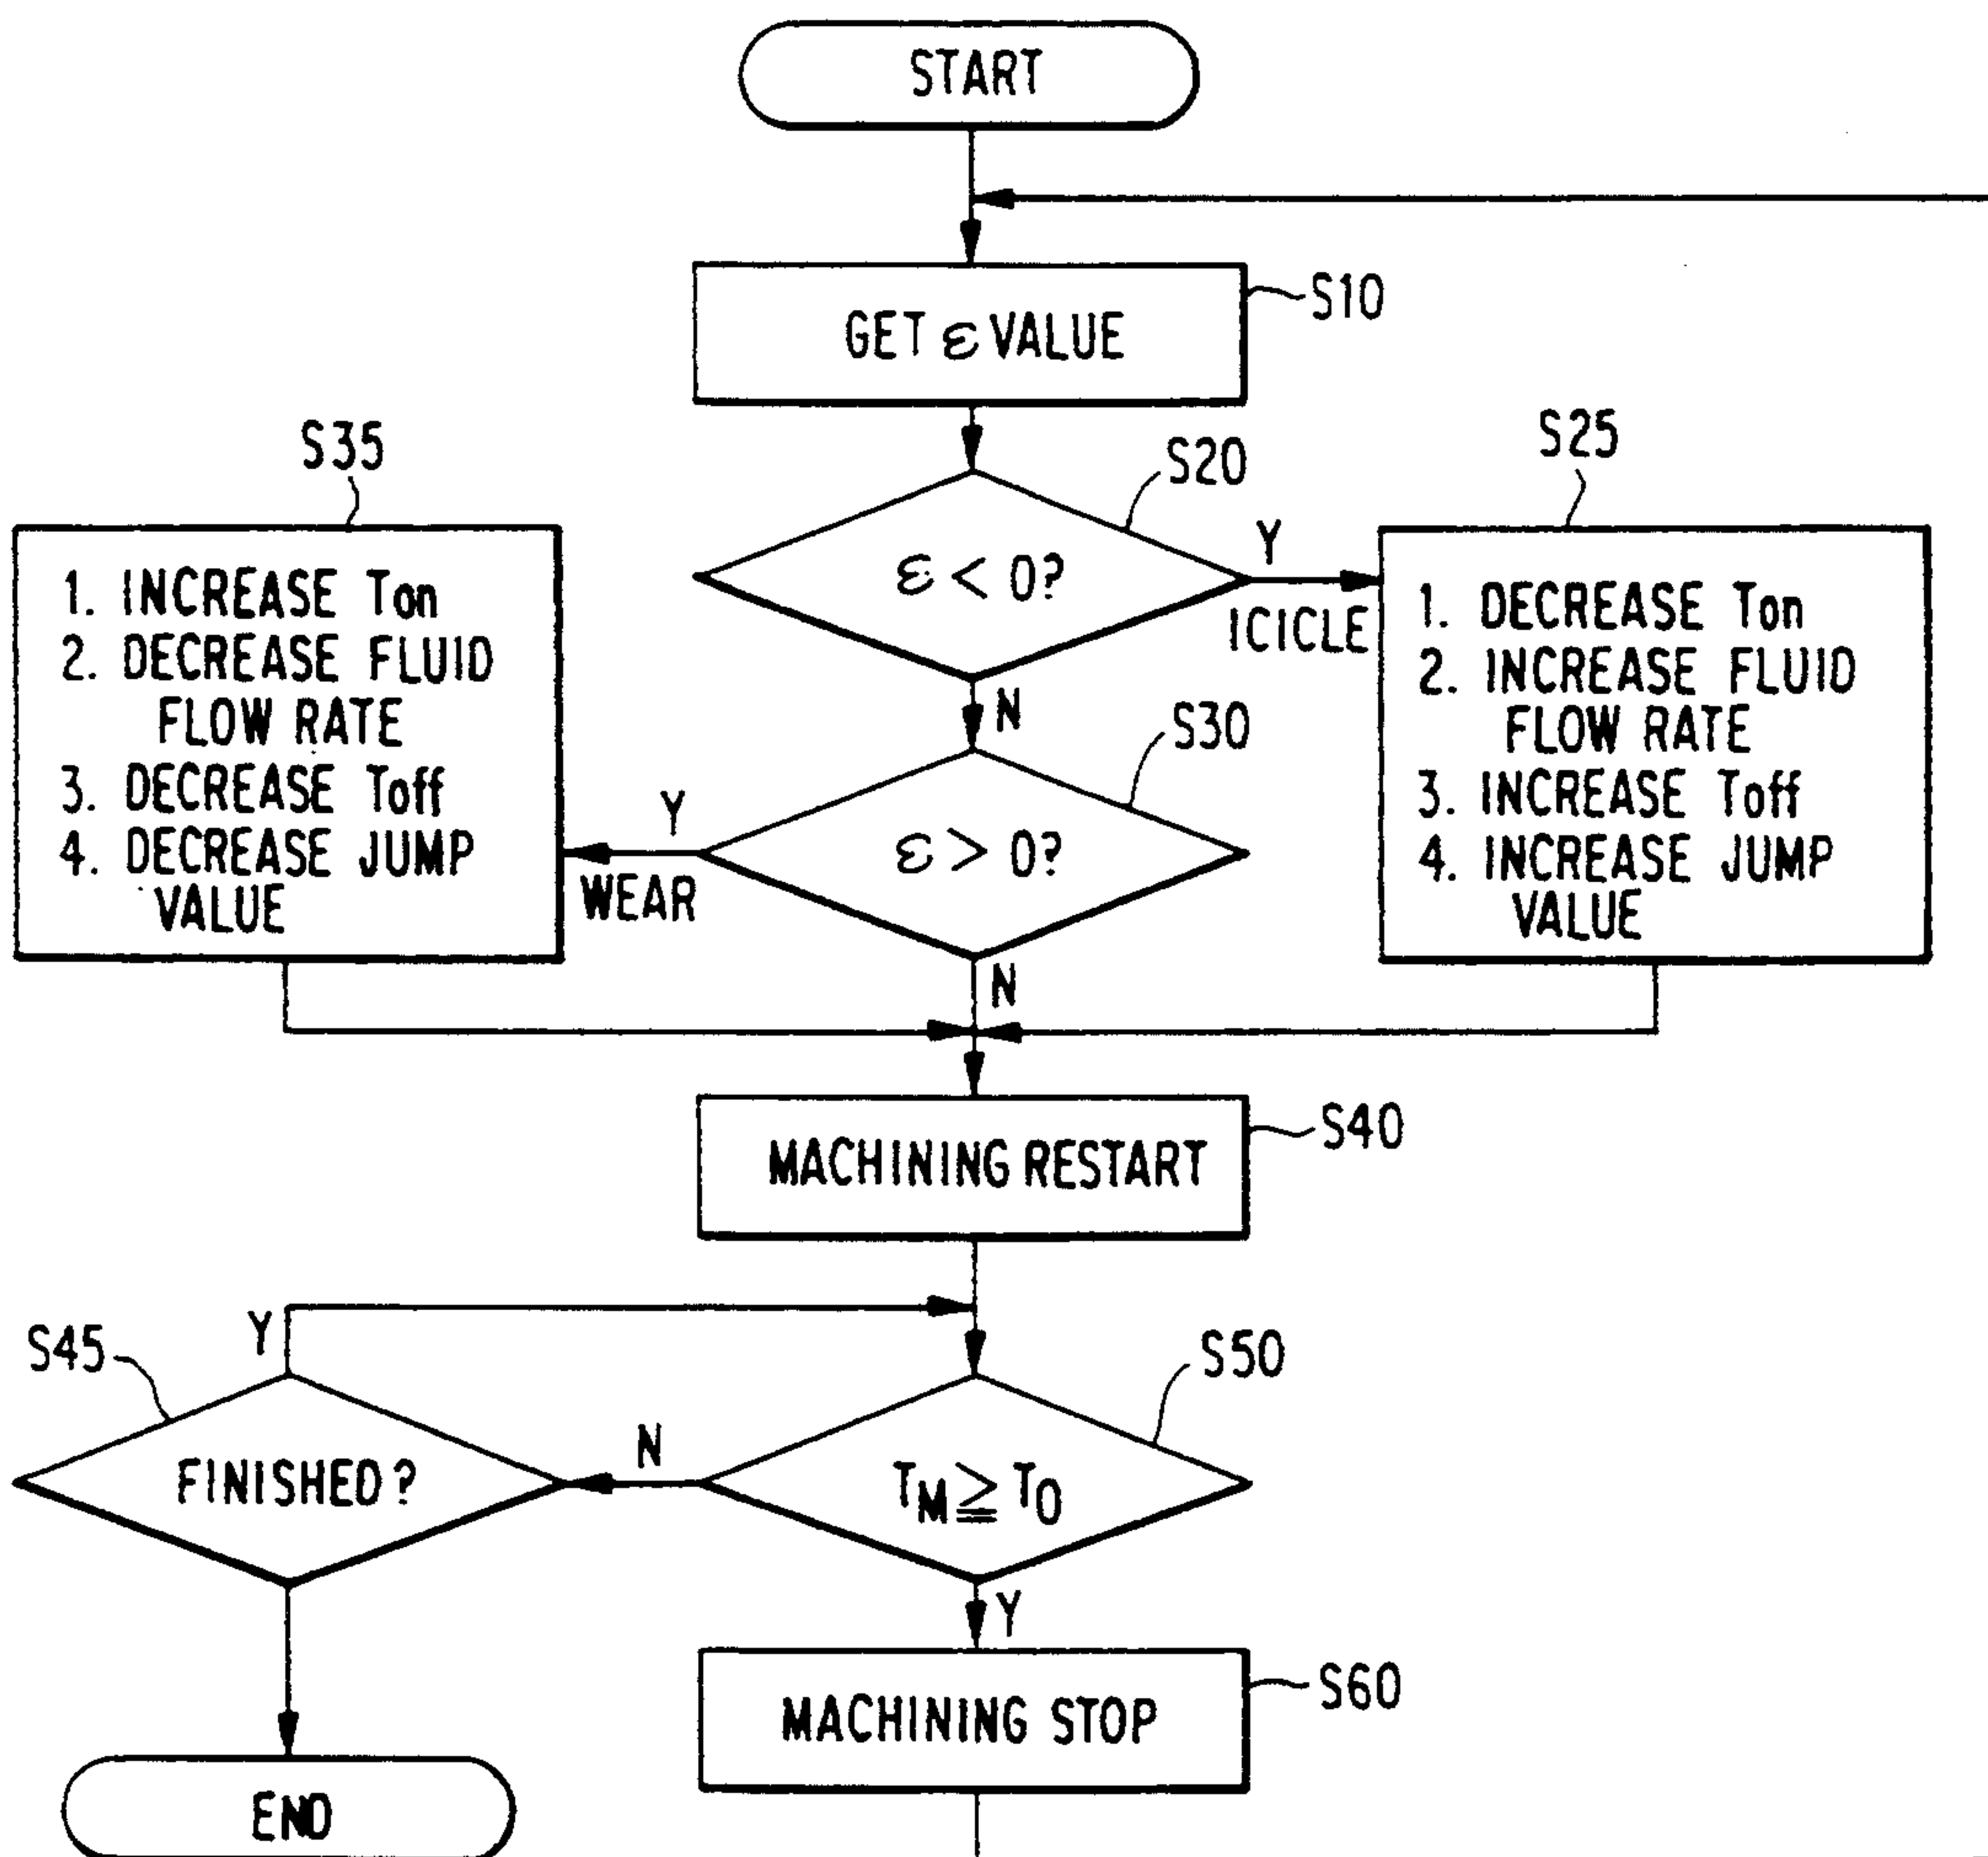 START
GET ε VALUE
S10
S20
ε < 0?
Y
ICICLE
N
S25
1. DECREASE Ton
2. INCREASE FLUID
FLOW RATE
3. INCREASE Toff
4. INCREASE JUMP
VALUE
S30
ε > 0?
Y
WEAR
N
S35
1. INCREASE Ton
2. DECREASE FLUID
FLOW RATE
3. DECREASE Toff
4. DECREASE JUMP
VALUE
MACHINING RESTART
S40
S50
TM ≧ TO
N
Y
S45
FINISHED?
Y
MACHINING STOP
S60
END